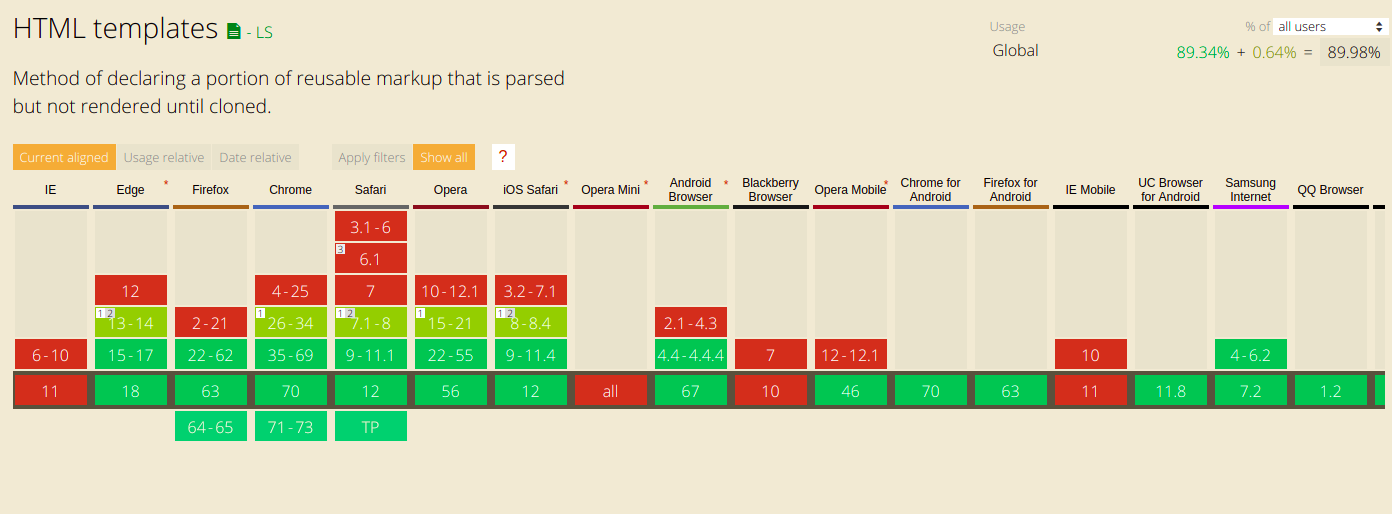 HTML templates - LS
Usage % of all users
Global 89.34% + 0.64% = 89.98%
Method of declaring a portion of reusable markup that is parsed
but not rendered until cloned.
Current aligned Usage relative Date relative Apply filters Show all ?
IE Edge * Firefox Chrome Safari Opera iOS Safari * Opera Mini * Android Browser * Blackberry Browser Opera Mobile * Chrome for Android Firefox for Android IE Mobile UC Browser for Android Samsung Internet QQ Browser
3.1 - 6
3 6.1
12 4 - 25 7 10 - 12.1 3.2 - 7.1
1 2 13 - 14 2 - 21 1 26 - 34 1 2 7.1 - 8 1 15 - 21 1 2 8 - 8.4 2.1 - 4.3
6 - 10 15 - 17 22 - 62 35 - 69 9 - 11.1 22 - 55 9 - 11.4 4.4 - 4.4.4 7 12 - 12.1 10 4 - 6.2
11 18 63 70 12 56 12 all 67 10 46 70 63 11 11.8 7.2 1.2
64 - 65 71 - 73 TP